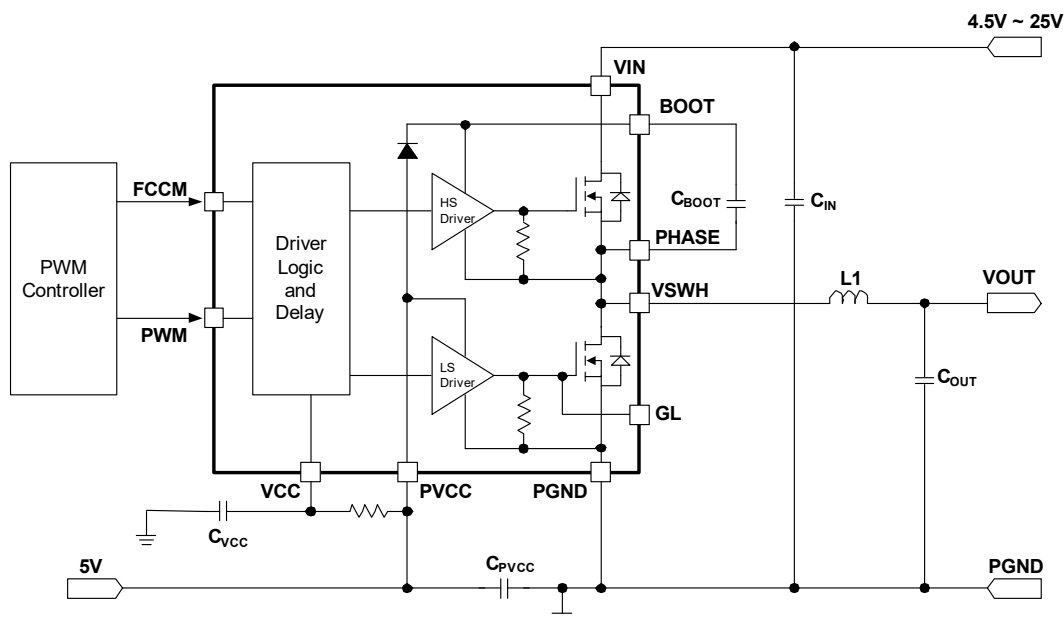 4.5V ~ 25V
VIN
BOOT
FCCM
HS
Driver
CBOOT
CIN
PWM
Controller
Driver
Logic
and
Delay
PHASE
L1
VOUT
VSWH
PWM
LS
Driver
COUT
GL
VCC
PVCC
PGND
CVCC
5V
CPVCC
PGND